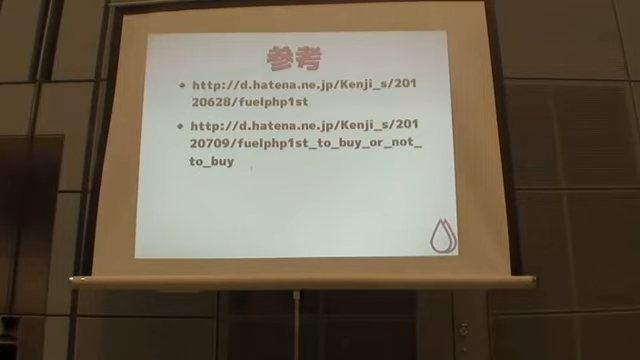 参考
http://d.hatena.ne.jp/Kenji_s/201
20628/fuelphp1st
http://d.hatena.ne.jp/Kenji_s/201
20709/fuelphp1st_to_buy_or_not_
to_buy